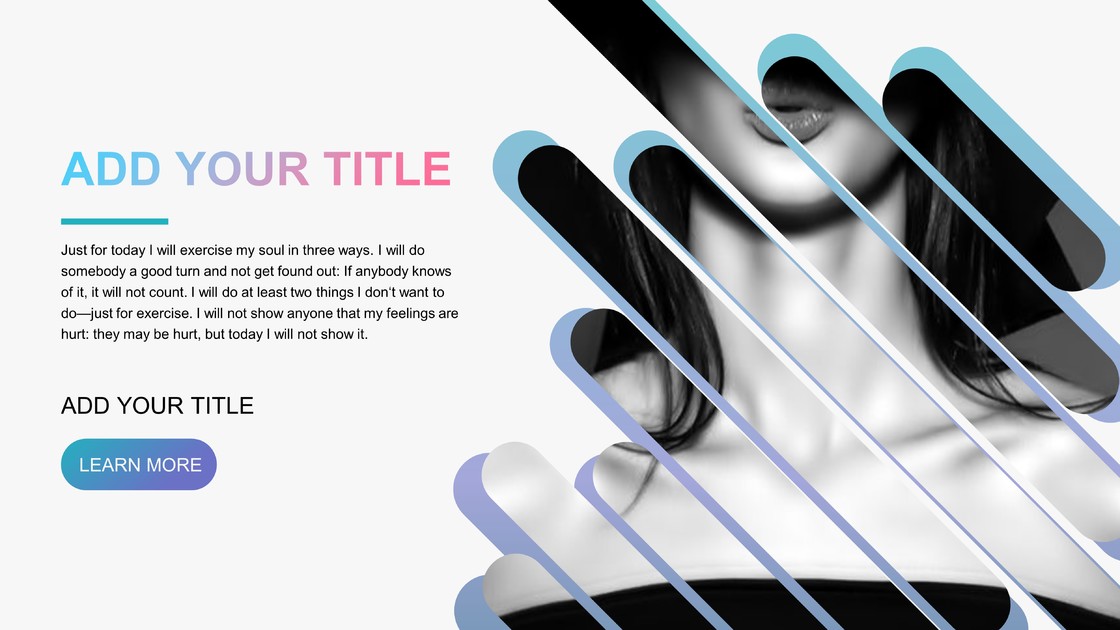 ADD YOUR TITLE
Just for today I will exercise my soul in three ways. I will do
somebody a good turn and not get found out: If anybody knows
of it, it will not count. I will do at least two things I don‘t want to
do—just for exercise. I will not show anyone that my feelings are
hurt: they may be hurt, but today I will not show it.
ADD YOUR TITLE
LEARN MORE